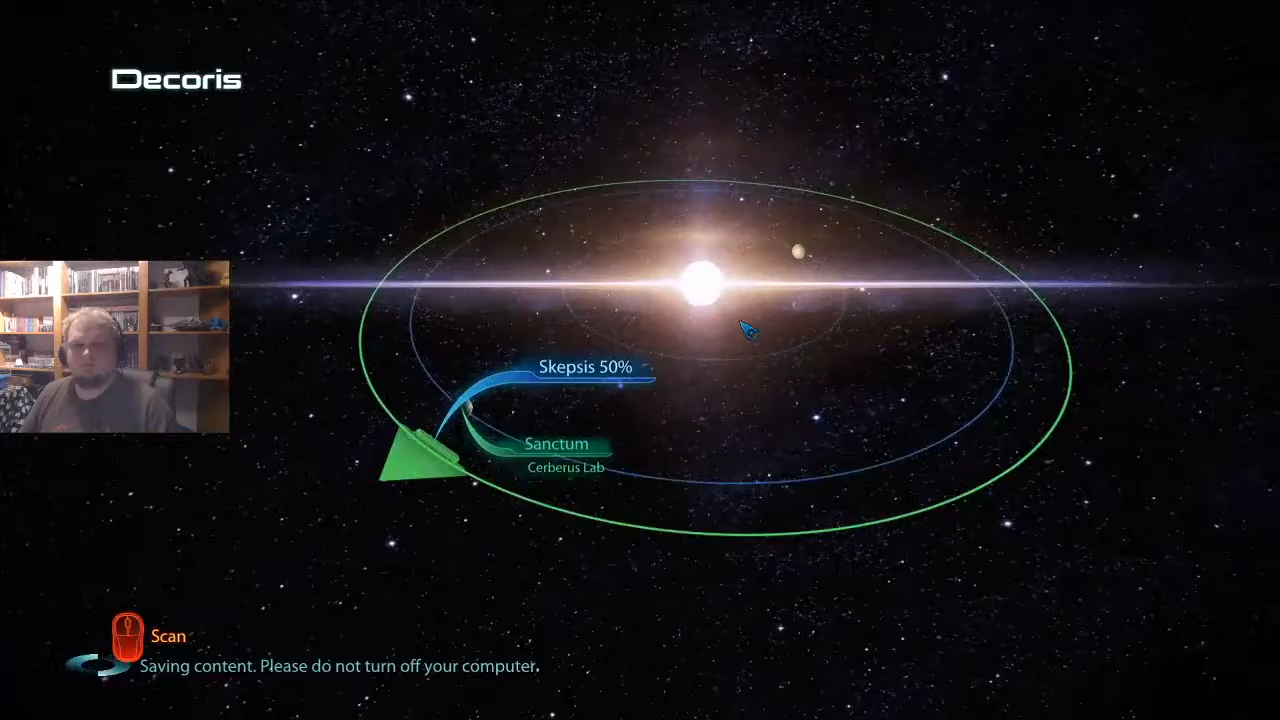 Decoris
Skepsis 50%
Sanctum
Cerberus Lab
Scan
Saving content. Please do not turn off your computer.